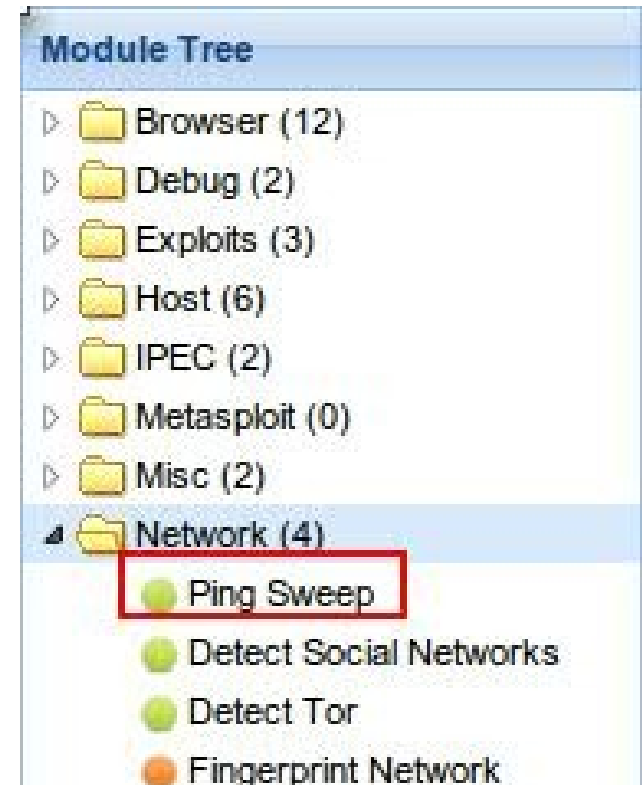 Module Tree
Browser (12)
Debug (2)
Exploits (3)
Host (6)
IPEC (2)
Metasploit (0)
Misc (2)
Network (4)
Ping Sweep
Detect Social Networks
Detect Tor
Fingerprint Network